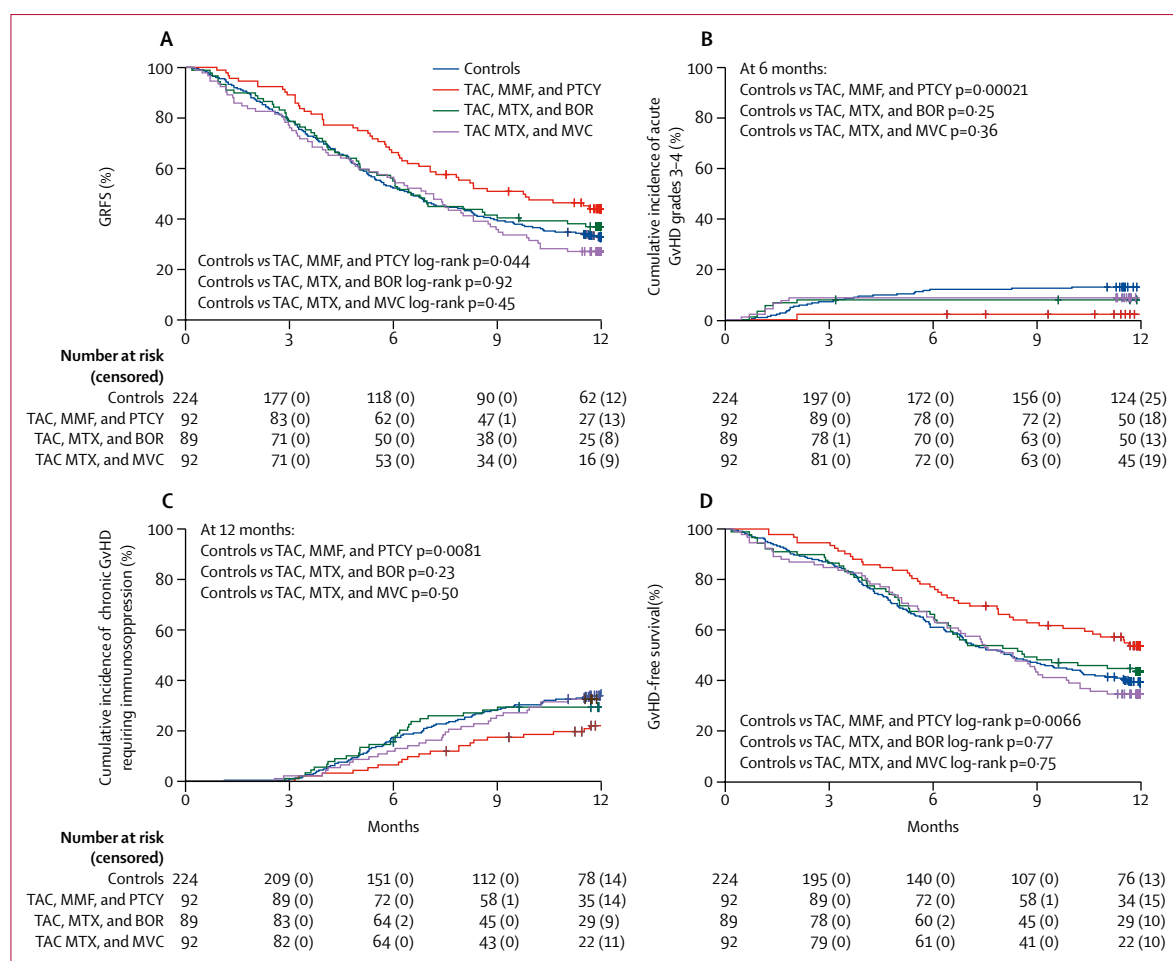 A
GRFS (%)
100
80
60
40
20
0
0 3 6 9 12
Controls
TAC, MMF, and PTCY
TAC, MTX, and BOR
TAC MTX, and MVC
Controls vs TAC, MMF, and PTCY log-rank p=0·044
Controls vs TAC, MTX, and BOR log-rank p=0·92
Controls vs TAC, MTX, and MVC log-rank p=0·45
B
Cumulative incidence of acute
GvHD grades 3–4 (%)
100
80
60
40
20
0
0 3 6 9 12
At 6 months:
Controls vs TAC, MMF, and PTCY p=0·00021
Controls vs TAC, MTX, and BOR p=0·25
Controls vs TAC, MTX, and MVC p=0·36
Number at risk
(censored)
Controls 224 177 (0) 118 (0) 90 (0) 62 (12) 224 197 (0) 172 (0) 156 (0) 124 (25)
TAC, MMF, and PTCY 92 83 (0) 62 (0) 47 (1) 27 (13) 92 89 (0) 78 (0) 72 (2) 50 (18)
TAC, MTX, and BOR 89 71 (0) 50 (0) 38 (0) 25 (8) 89 78 (1) 70 (0) 63 (0) 50 (13)
TAC MTX, and MVC 92 71 (0) 53 (0) 34 (0) 16 (9) 92 81 (0) 72 (0) 63 (0) 45 (19)
C
Cumulative incidence of chronic GvHD
requiring immunosoppression (%)
100
80
60
40
20
0
0 3 6 9 12
Months
At 12 months:
Controls vs TAC, MMF, and PTCY p=0·0081
Controls vs TAC, MTX, and BOR p=0·23
Controls vs TAC, MTX, and MVC p=0·50
D
GvHD-free survival(%)
100
80
60
40
20
0
0 3 6 9 12
Months
Controls vs TAC, MMF, and PTCY log-rank p=0·0066
Controls vs TAC, MTX, and BOR log-rank p=0·77
Controls vs TAC, MTX, and MVC log-rank p=0·75
Number at risk
(censored)
Controls 224 209 (0) 151 (0) 112 (0) 78 (14) 224 195 (0) 140 (0) 107 (0) 76 (13)
TAC, MMF, and PTCY 92 89 (0) 72 (0) 58 (1) 35 (14) 92 89 (0) 72 (0) 58 (1) 34 (15)
TAC, MTX, and BOR 89 83 (0) 64 (2) 45 (0) 29 (9) 89 78 (0) 60 (2) 45 (0) 29 (10)
TAC MTX, and MVC 92 82 (0) 64 (0) 43 (0) 22 (11) 92 79 (0) 61 (0) 41 (0) 22 (10)